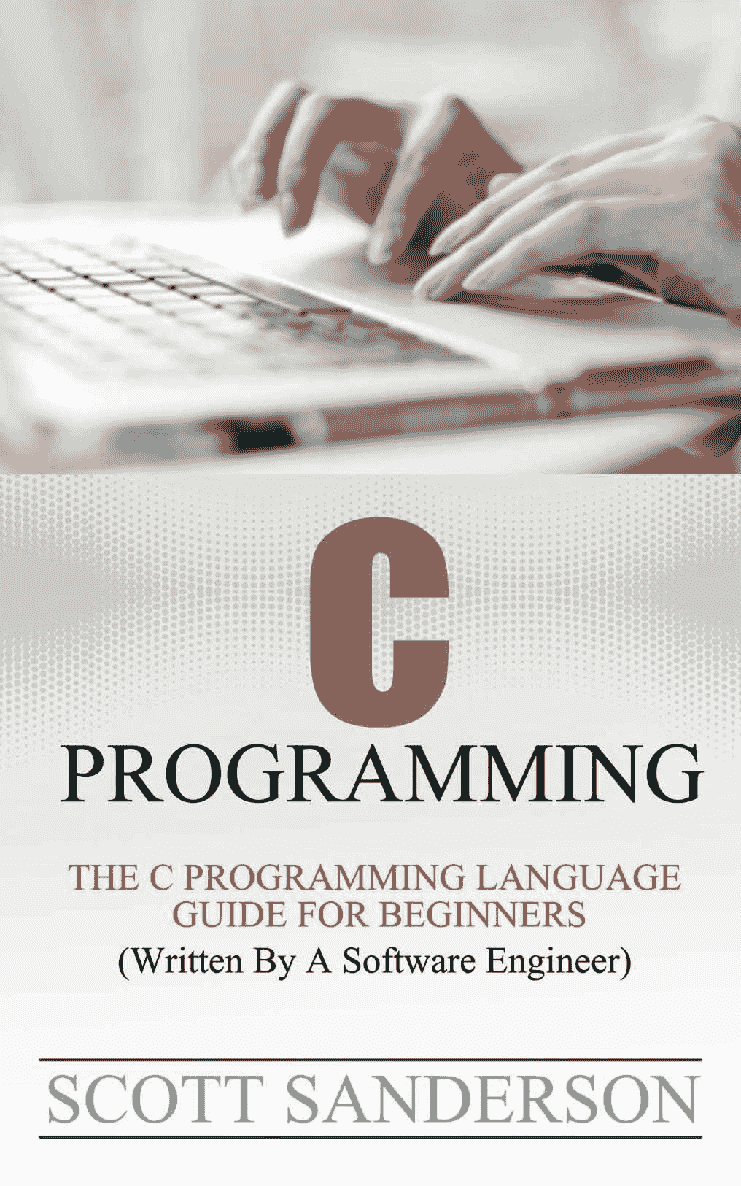 C
PROGRAMMING
THE C PROGRAMMING LANGUAGE
GUIDE FOR BEGINNERS
(Written By A Software Engineer)
SCOTT SANDERSON